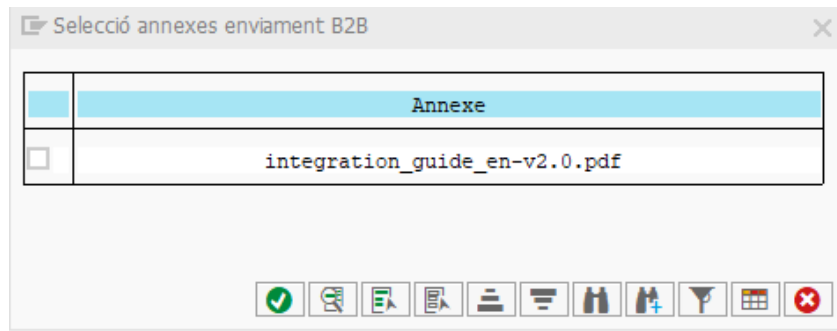 Selecció annexes enviament B2B
Annexe
integration_guide_en-v2.0.pdf